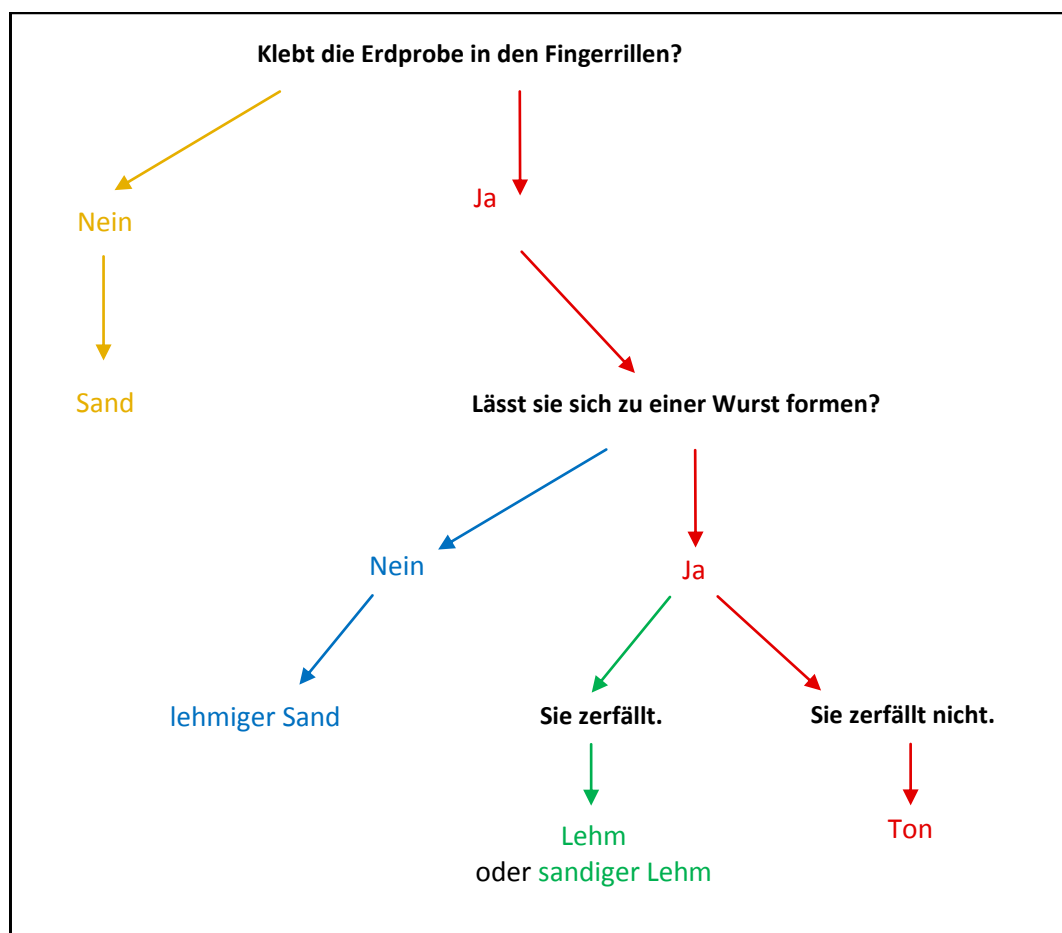 Klebt die Erdprobe in den Fingerrillen?
Nein
Ja
Sand
Lässt sie sich zu einer Wurst formen?
Nein
Ja
lehmiger Sand
Sie zerfällt.
Sie zerfällt nicht.
Lehm
oder sandiger Lehm
Ton